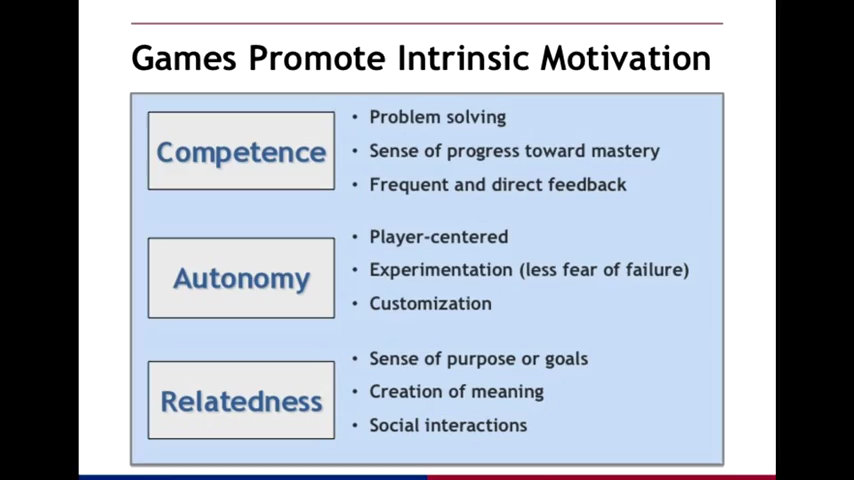 Games Promote Intrinsic Motivation
Competence
• Problem solving
• Sense of progress toward mastery
• Frequent and direct feedback
Autonomy
• Player-centered
• Experimentation (less fear of failure)
• Customization
Relatedness
• Sense of purpose or goals
• Creation of meaning
• Social interactions